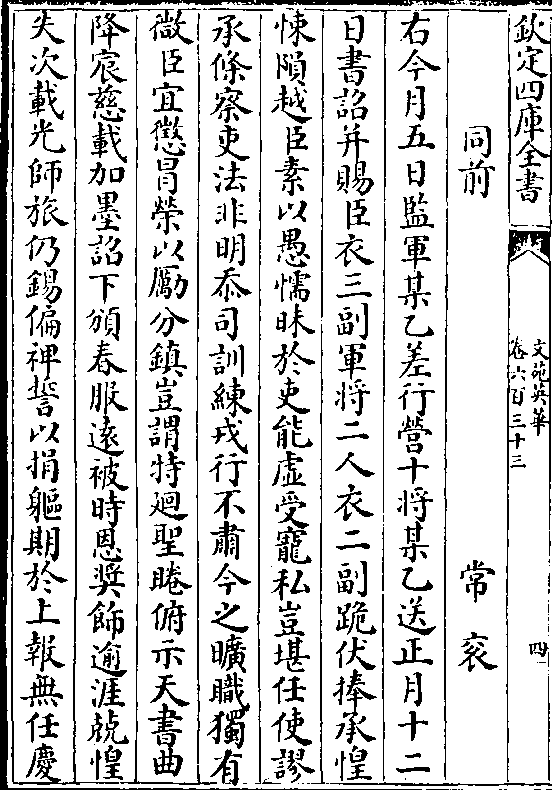 欽定四庫全書
文苑英華
卷六百三十三
四
同前
常衮
右今月五日監軍某乙差行營十將某乙送正月十二
日書詔并賜臣衣三副軍將二人衣二副跪伏捧承惶
悚隕越臣素以愚懦昧於吏能虚受寵私豈堪任使謬
承條察吏法非明忝司訓練戎行不肅今之曠職獨有
微臣宜懲冐榮以勵分鎮豈謂特廻聖睠俯示天書曲
降宸慈載加墨詔下頒春服逺被時恩奬飾逾涯兢惶
失次載光師旅仍錫偏裨誓以捐軀期於上報無任慶